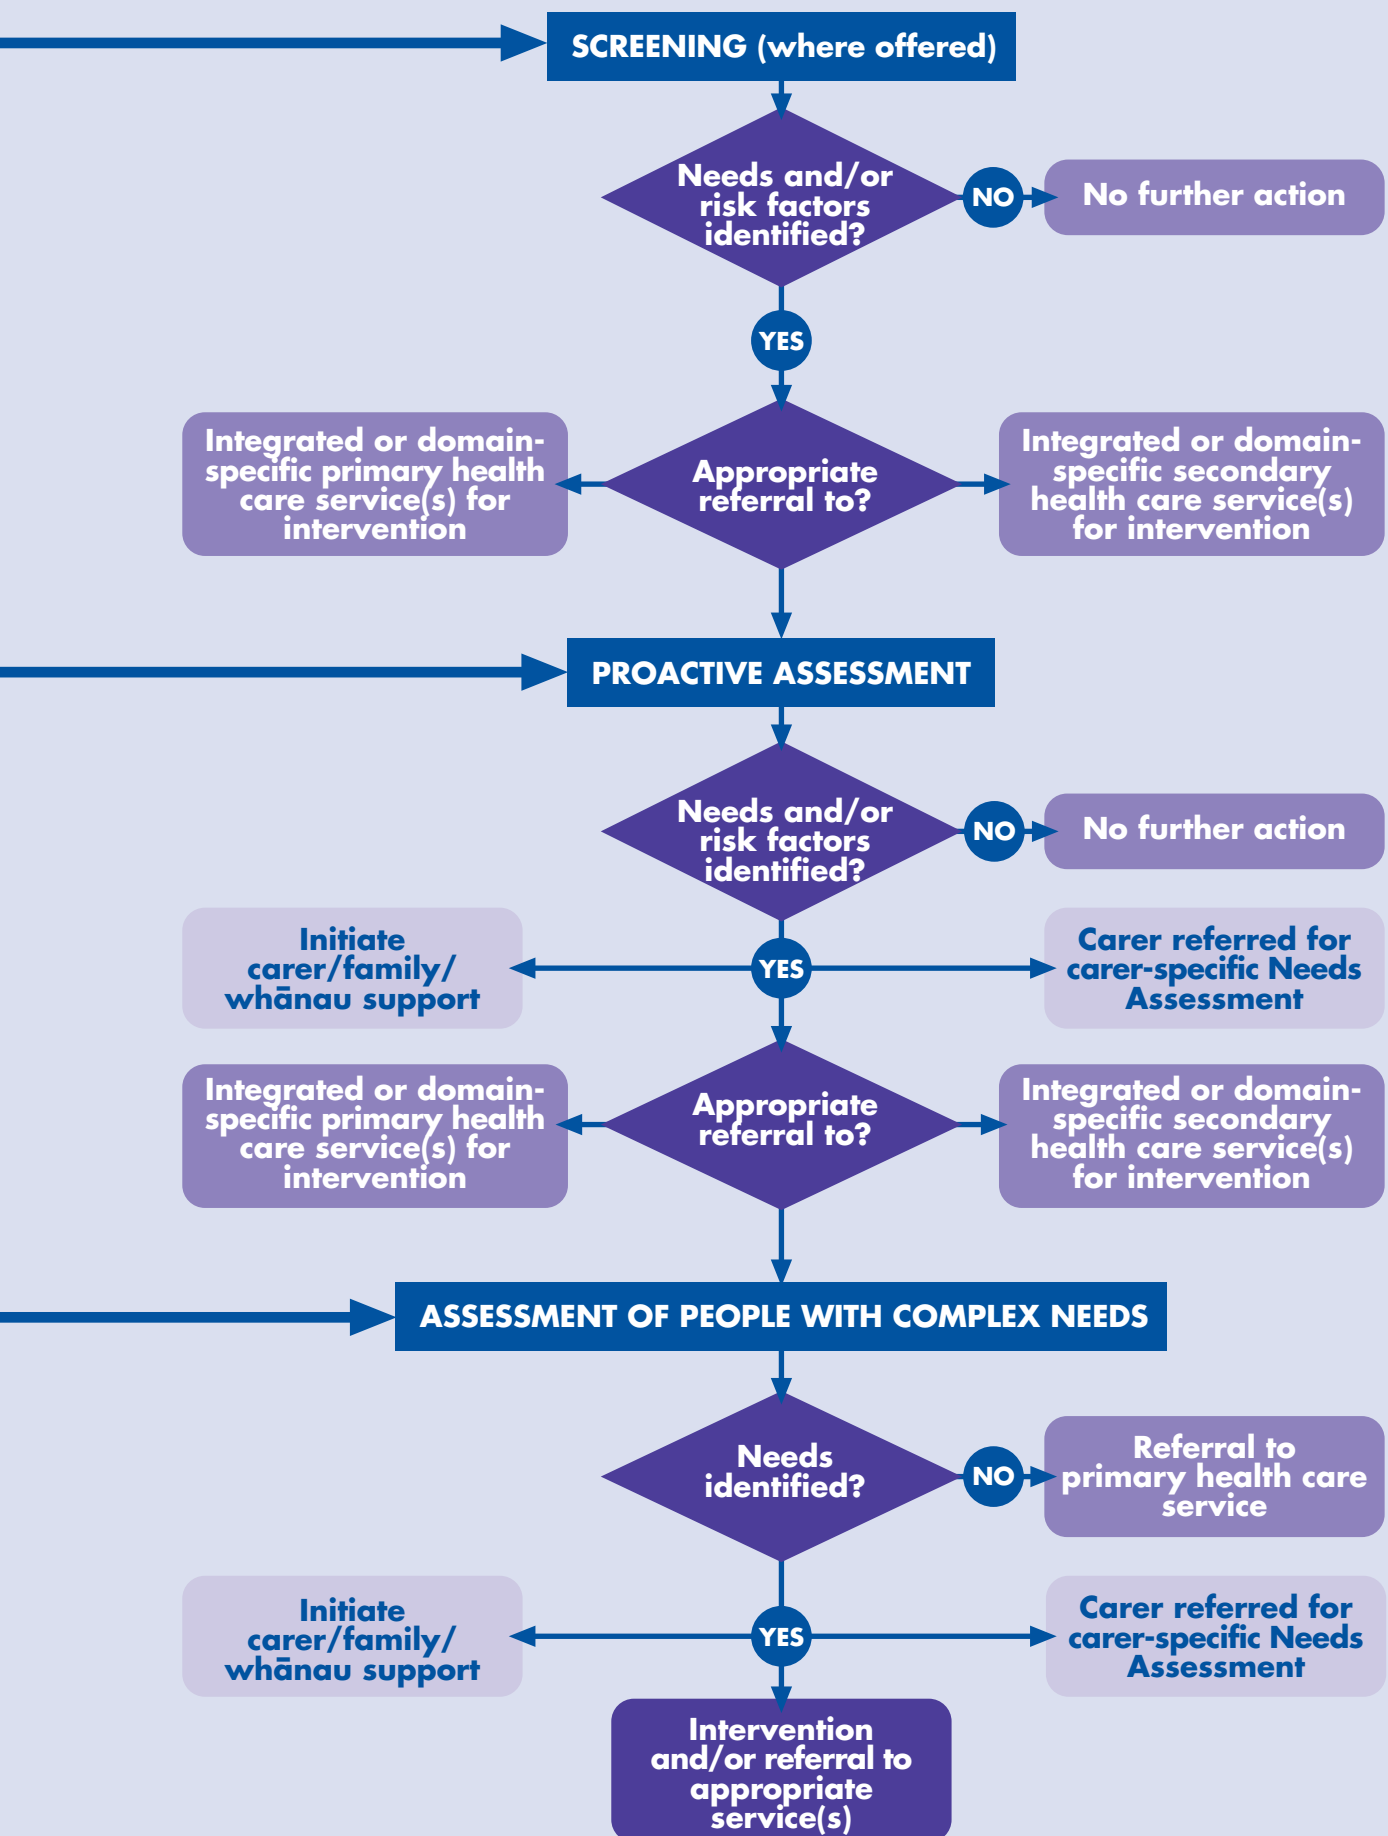 SCREENING (where offered)
Needs and/or
risk factors
identified?
NO
No further action
YES
Integrated or domain-
specific primary health
care service(s) for
intervention
Appropriate
referral to?
Integrated or domain-
specific secondary
health care service(s)
for intervention
PROACTIVE ASSESSMENT
Needs and/or
risk factors
identified?
NO
No further action
Initiate
carer/family/
whānau support
YES
Carer referred for
carer-specific Needs
Assessment
Integrated or domain-
specific primary health
care service(s) for
intervention
Appropriate
referral to?
Integrated or domain-
specific secondary
health care service(s)
for intervention
ASSESSMENT OF PEOPLE WITH COMPLEX NEEDS
Needs
identified?
NO
Referral to
primary health care
service
Initiate
carer/family/
whānau support
YES
Carer referred for
carer-specific Needs
Assessment
Intervention
and/or referral to
appropriate
service(s)